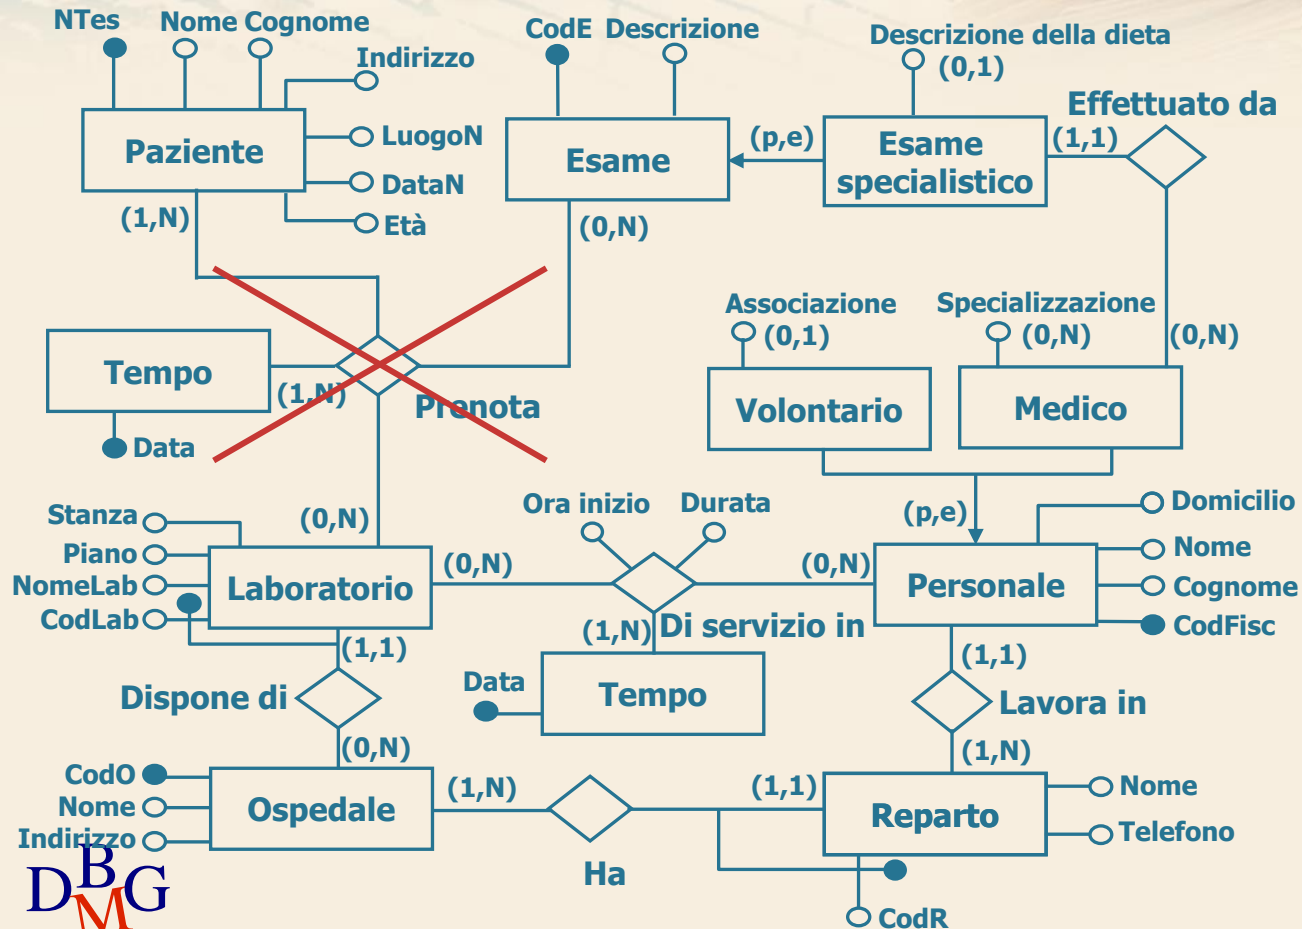 NTes
Nome Cognome
Indirizzo
CodE Descrizione
Descrizione della dieta
(0,1)
Effettuato da
Paziente
LuogoN
DataN
Età
Esame
(p,e)
Esame
specialistico
(1,1)
(1,N)
(0,N)
Associazione
(0,1)
Specializzazione
(0,N)
(0,N)
Tempo
(1,N)
Prenota
Volontario
Medico
Data
Stanza
Piano
NomeLab
CodLab
(0,N)
Laboratorio
(0,N)
Ora inizio
Durata
(p,e)
(0,N)
Personale
Domicilio
Nome
Cognome
CodFisc
(1,1)
(1,N)
Di servizio in
(1,1)
Dispone di
Data
Tempo
Lavora in
(0,N)
(1,N)
CodO
Nome
Indirizzo
Ospedale
(1,N)
Ha
(1,1)
Reparto
Nome
Telefono
CodR
DBMG